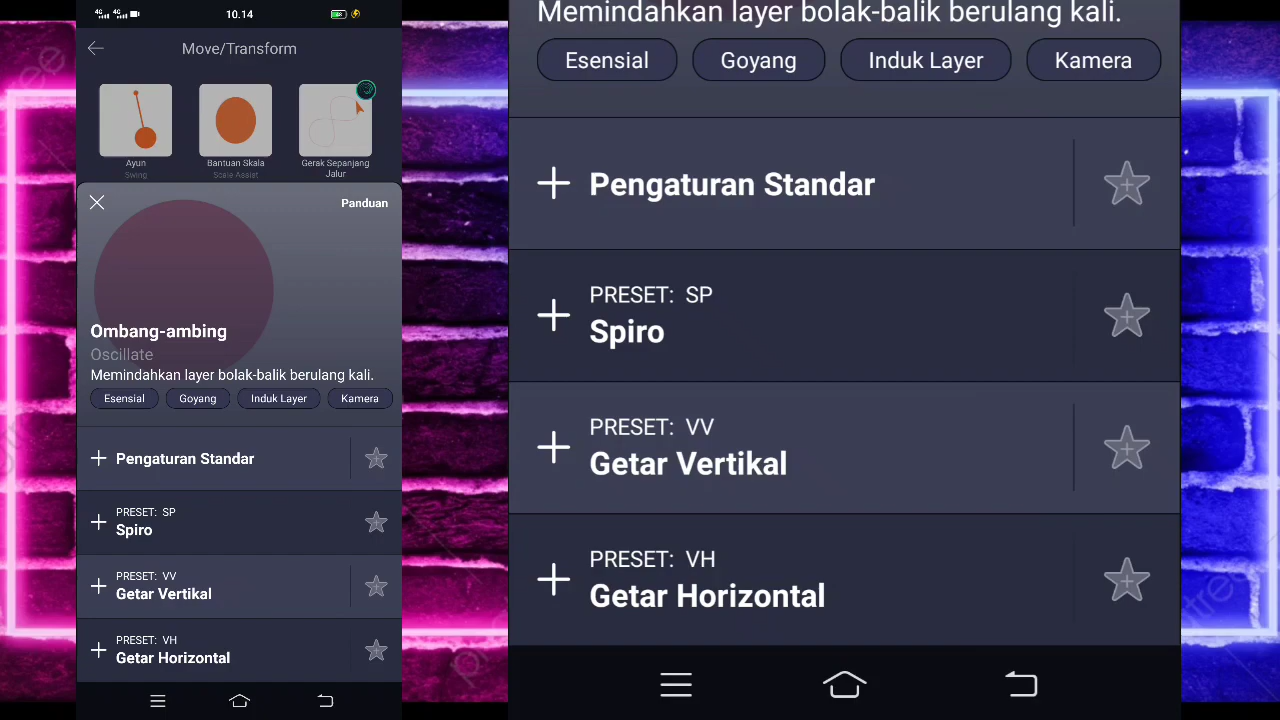 10.14
Move/Transform
Ayun
Swing
Bantuan Skala
Scale Assist
Gerak Sepanjang
Jalur
Panduan
Ombang-ambing
Oscillate
Memindahkan layer bolak-balik berulang kali.
Esensial
Goyang
Induk Layer
Kamera
Pengaturan Standar
PRESET: SP
Spiro
PRESET: VV
Getar Vertikal
PRESET: VH
Getar Horizontal
Memindahkan layer bolak-balik berulang kali.
Esensial
Goyang
Induk Layer
Kamera
Pengaturan Standar
PRESET: SP
Spiro
PRESET: VV
Getar Vertikal
PRESET: VH
Getar Horizontal